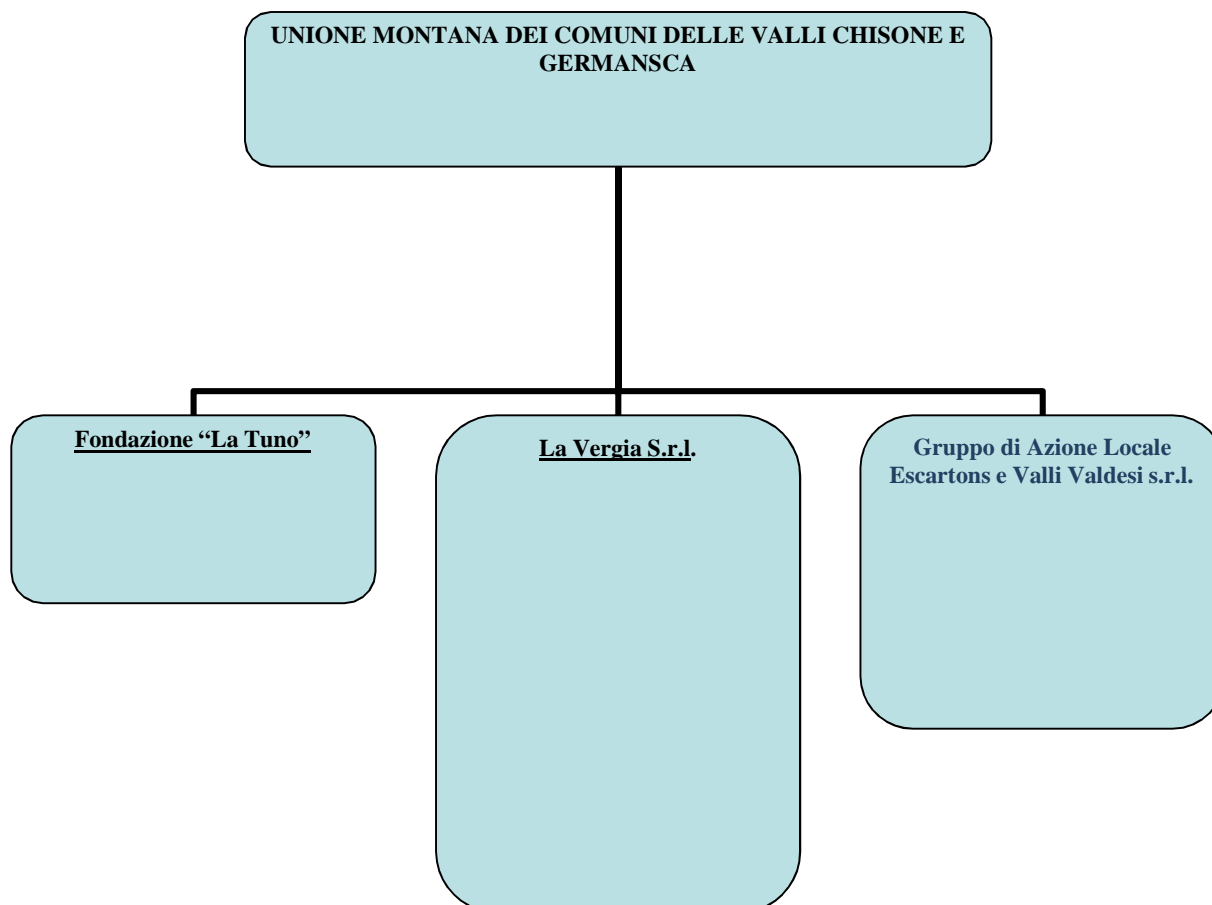 UNIONE MONTANA DEI COMUNI DELLE VALLI CHISONE E
GERMANSCA
Fondazione “La Tuno”
La Vergia S.r.l.
Gruppo di Azione Locale
Escartons e Valli Valdesi s.r.l.